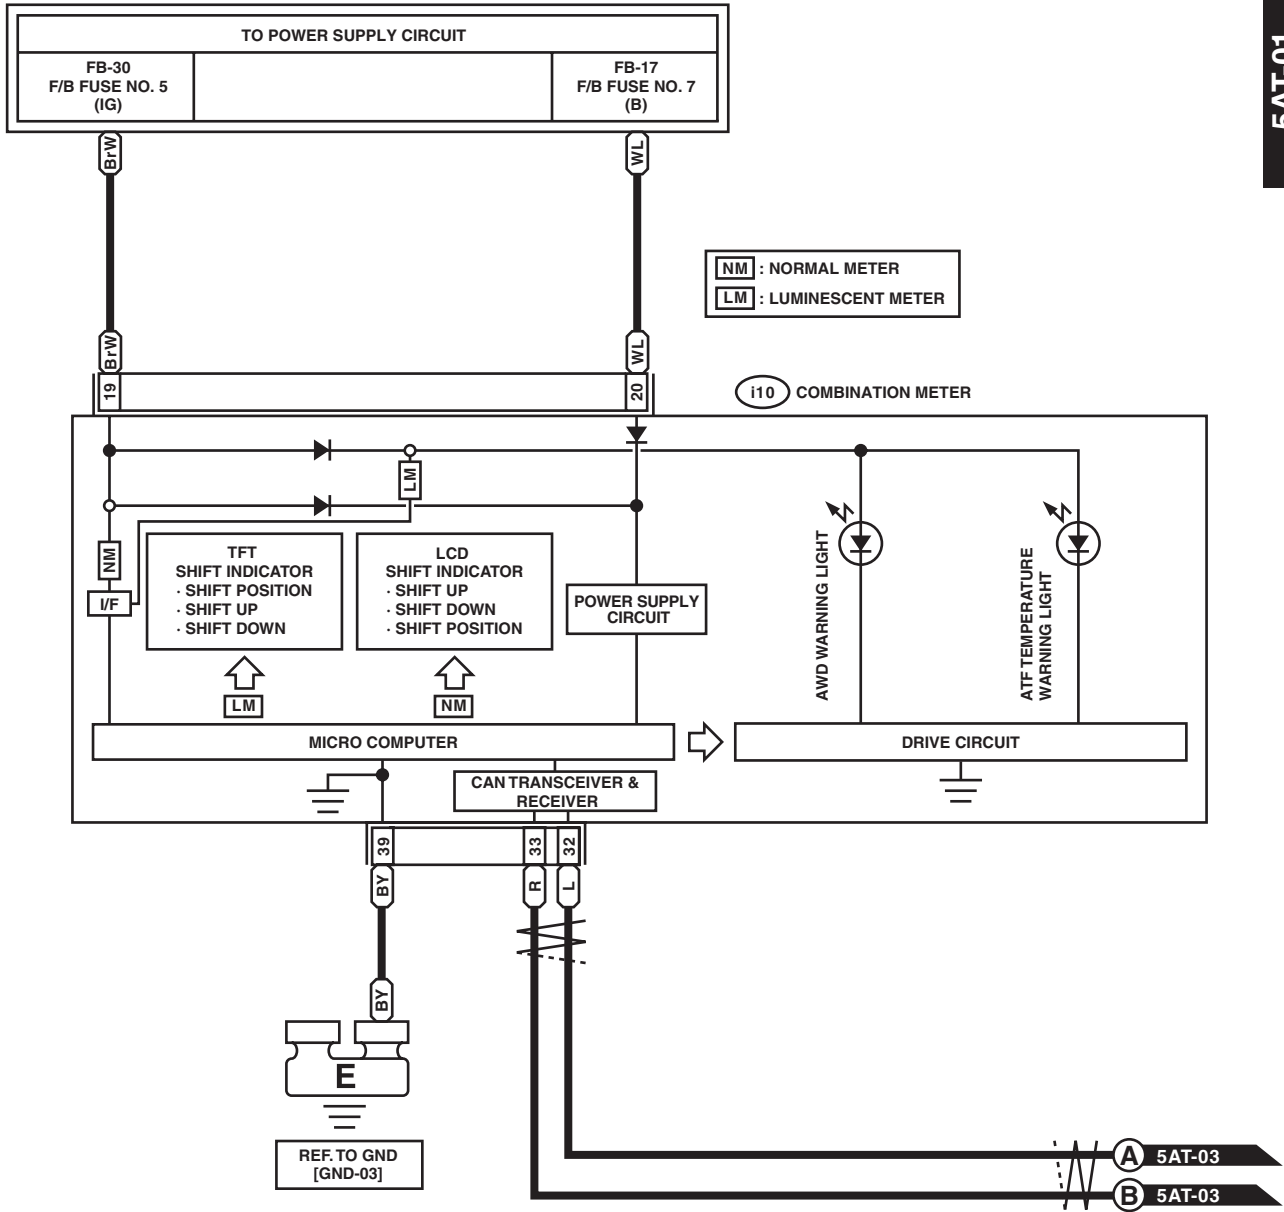 5AT-01
TO POWER SUPPLY CIRCUIT
FB-30
F/B FUSE NO. 5
(IG)
FB-17
F/B FUSE NO. 7
(B)
BrW
WL
NM : NORMAL METER
LM : LUMINESCENT METER
BrW
WL
19
20
i10 COMBINATION METER
LM
NM
I/F
TFT
SHIFT INDICATOR
· SHIFT POSITION
· SHIFT UP
· SHIFT DOWN
LCD
SHIFT INDICATOR
· SHIFT UP
· SHIFT DOWN
· SHIFT POSITION
POWER SUPPLY
CIRCUIT
AWD WARNING LIGHT
ATF TEMPERATURE
WARNING LIGHT
LM
NM
MICRO COMPUTER
DRIVE CIRCUIT
CAN TRANSCEIVER &
RECEIVER
39
33
32
BY
R
L
BY
E
REF. TO GND
[GND-03]
A 5AT-03
B 5AT-03